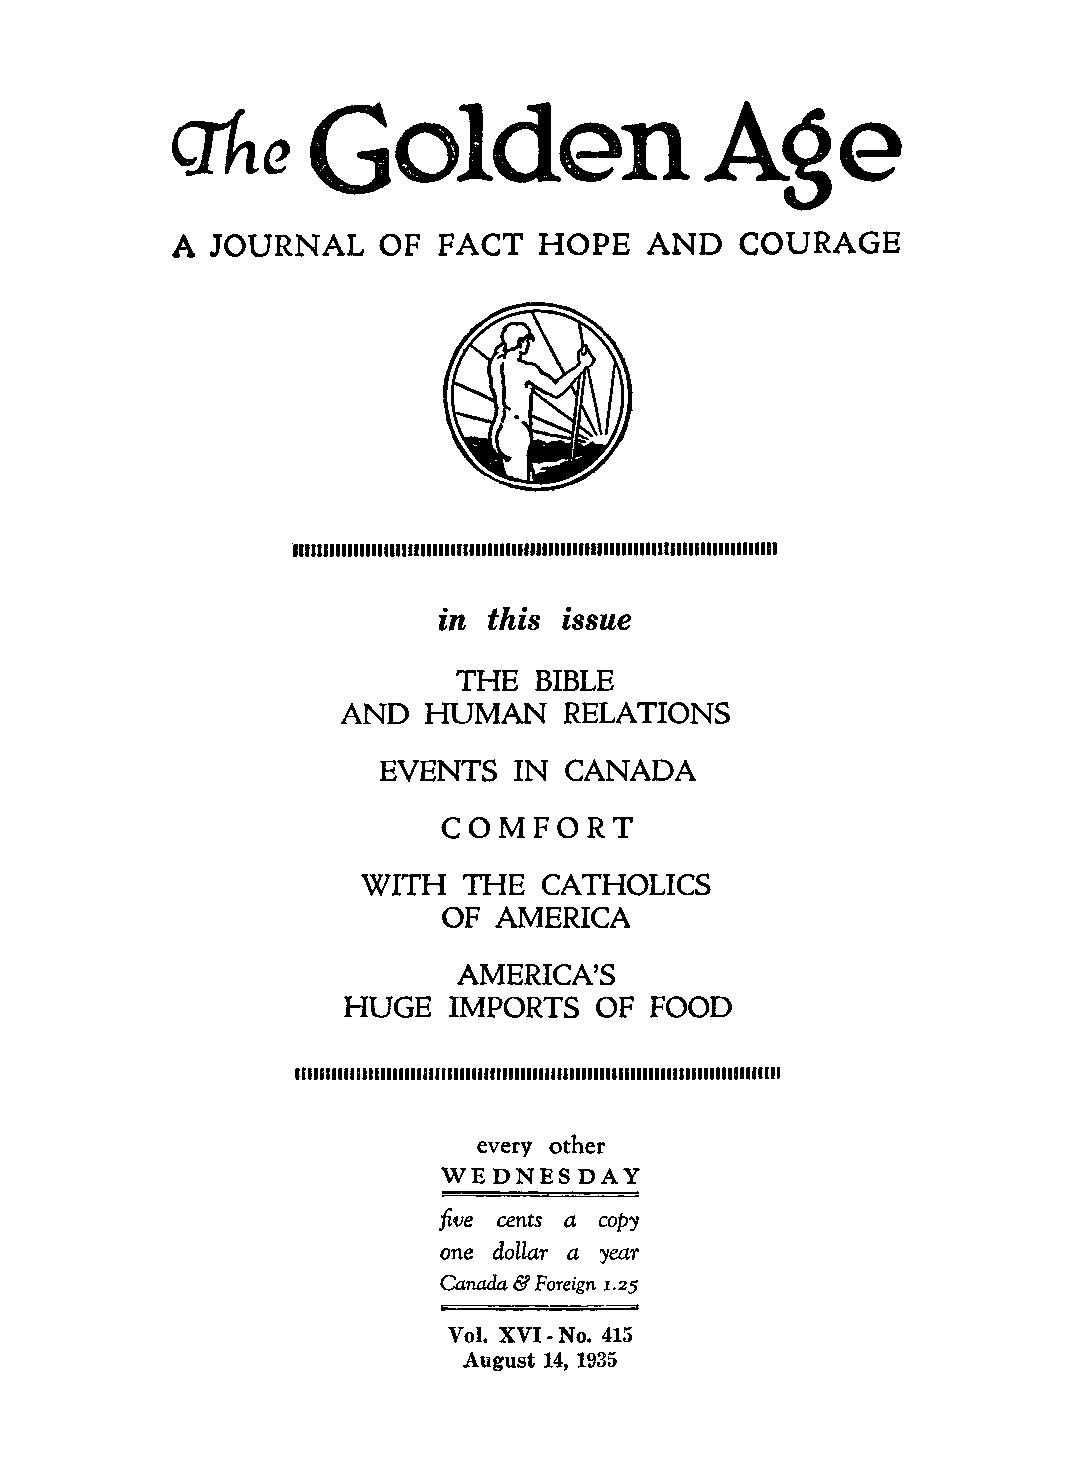 The Golden Age
A JOURNAL OF FACT HOPE AND COURAGE
in this issue
THE BIBLE
AND HUMAN RELATIONS
EVENTS IN CANADA
COMFORT
WITH THE CATHOLICS
OF AMERICA
AMERICA'S
HUGE IMPORTS OF FOOD
every other
WEDNESDAY
five cents a copy
one dollar a year
Canada & Foreign 1.25
Vol. XVI - No. 415
August 14, 1935